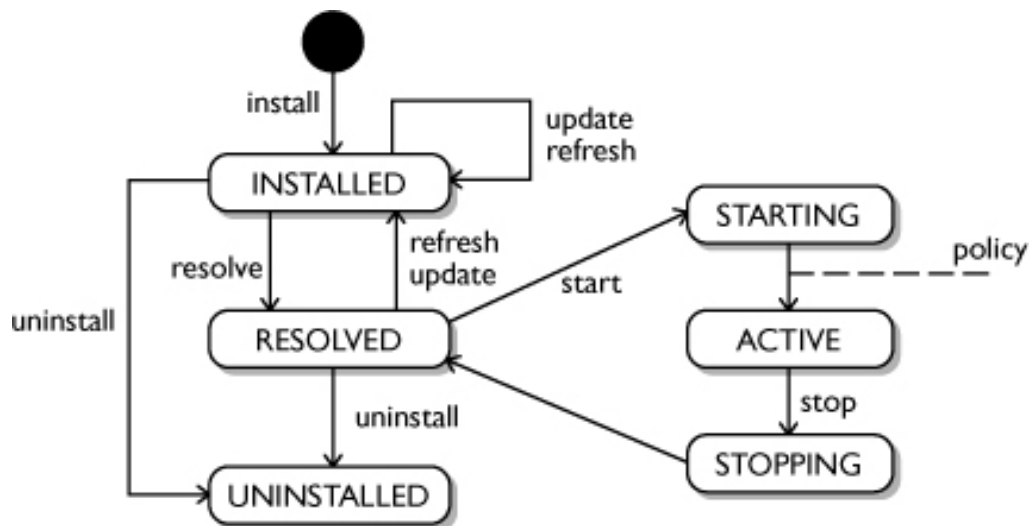 install
update
refresh
INSTALLED
STARTING
resolve
refresh
update
policy
start
uninstall
RESOLVED
ACTIVE
uninstall
stop
STOPPING
UNINSTALLED